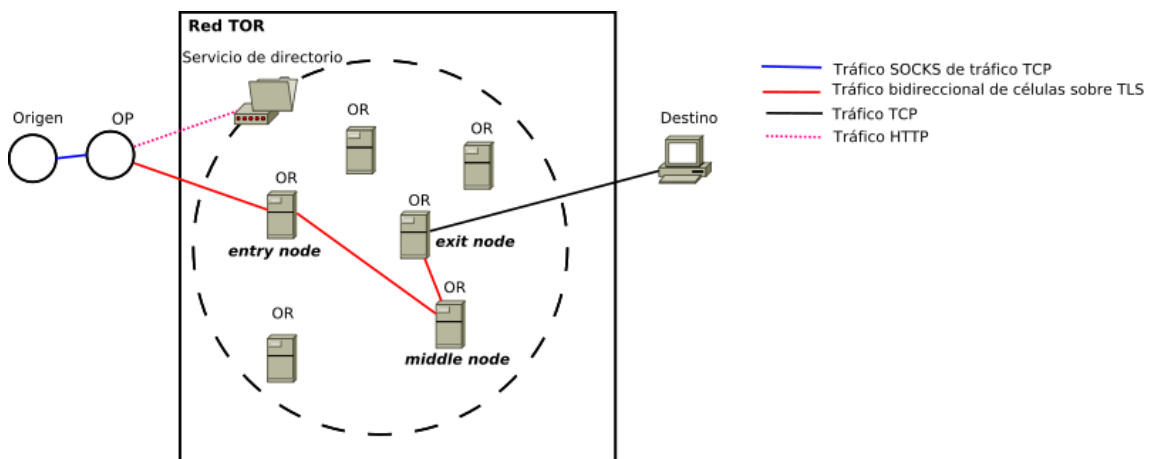 Red TOR
Servicio de directorio
Origen
OP
OR
OR
OR
entry node
OR
exit node
OR
middle node
OR
Destino
Tráfico SOCKS de tráfico TCP
Tráfico bidireccional de células sobre TLS
Tráfico TCP
Tráfico HTTP